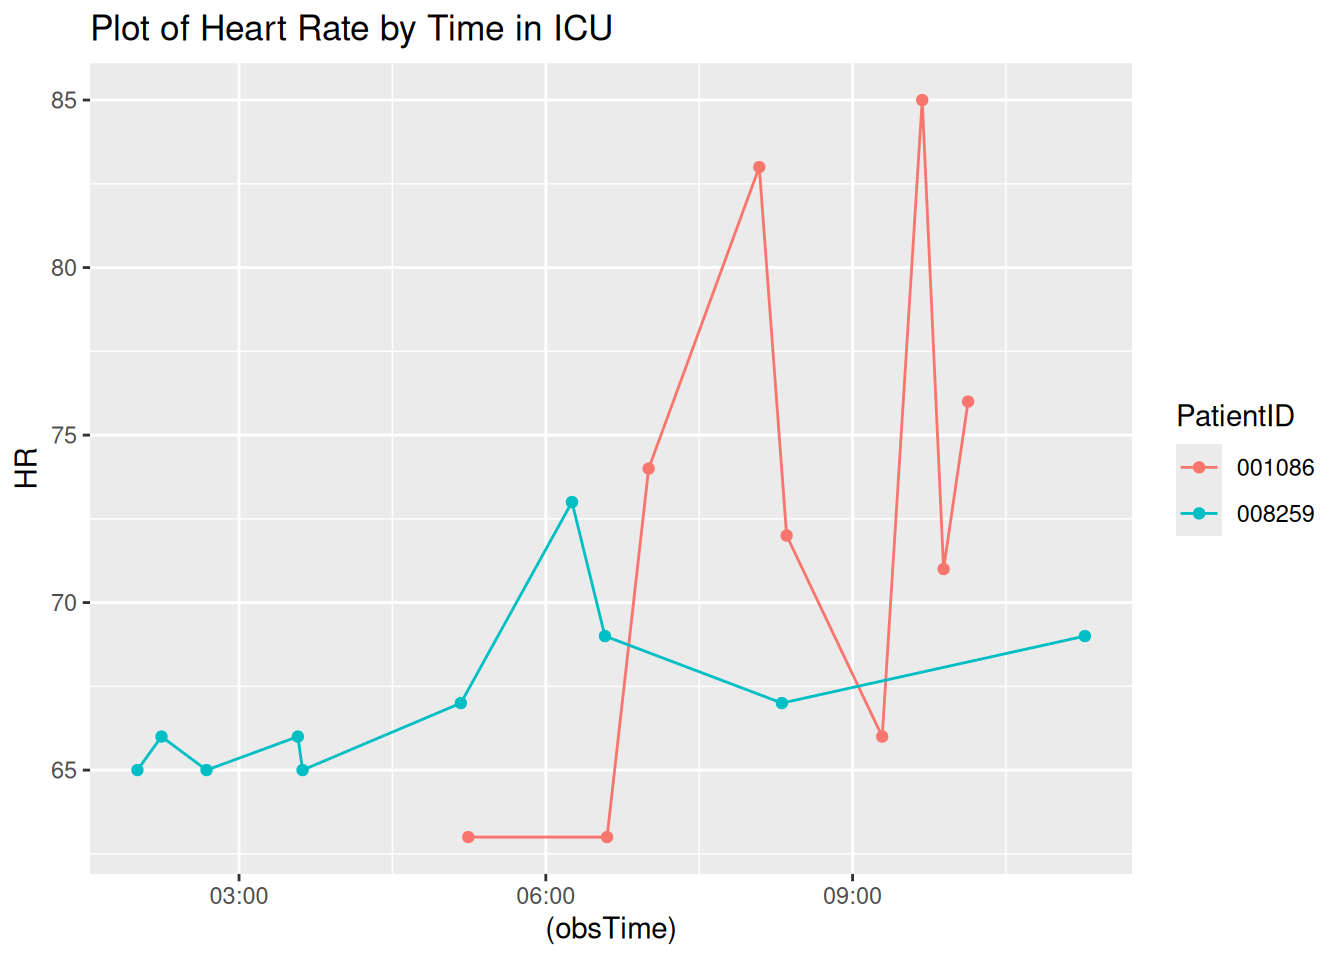 Plot of Heart Rate by Time in ICU
85
80
75
70
65
HR
03:00 06:00 09:00
(obsTime)
PatientID
001086
008259